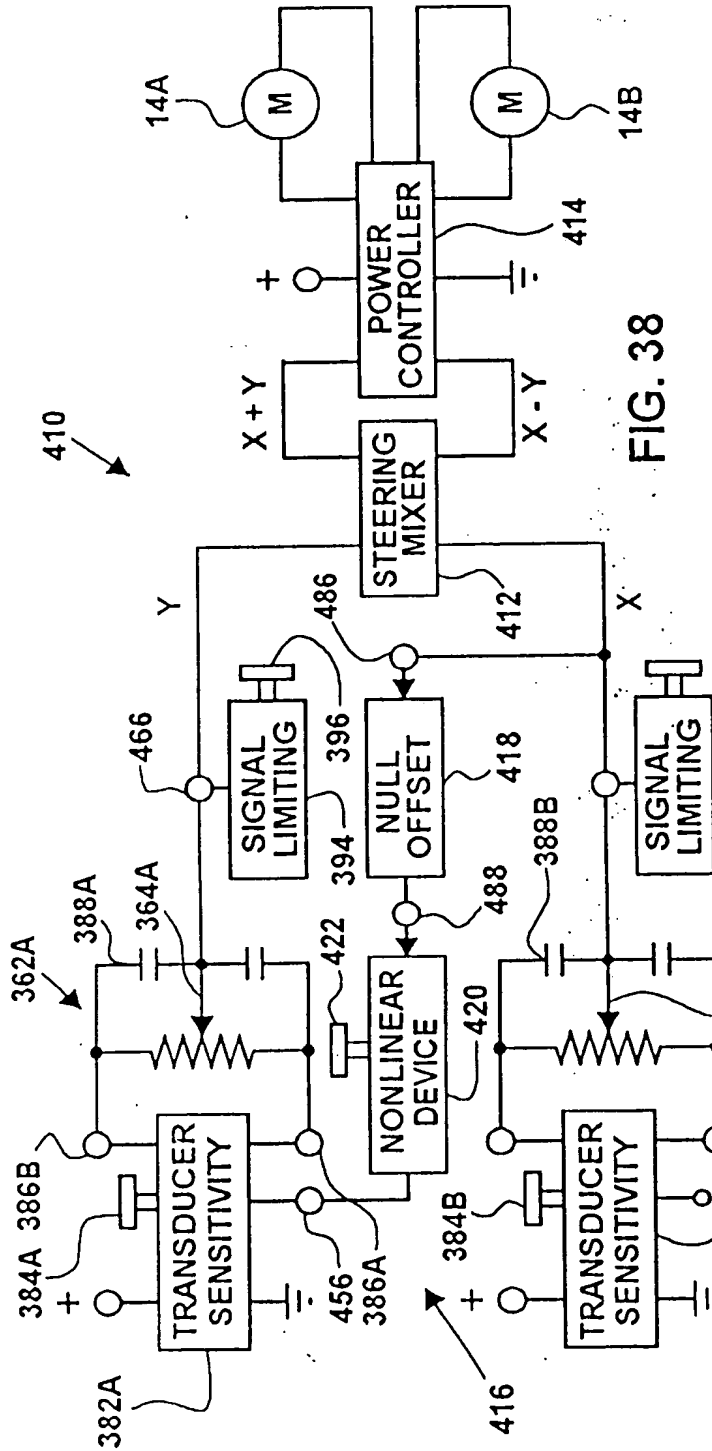 410
362A
384A
386B
388A
364A
466
Y
X + Y
14A
M
+
382A
TRANSDUCER
SENSITIVITY
SIGNAL
LIMITING
394
396
486
STEERING
MIXER
412
+
POWER
CONTROLLER
414
456
386A
422
NONLINEAR
DEVICE
420
488
NULL
OFFSET
418
X - Y
M
14B
416
384B
388B
X
+
TRANSDUCER
SENSITIVITY
SIGNAL
LIMITING
FIG. 38